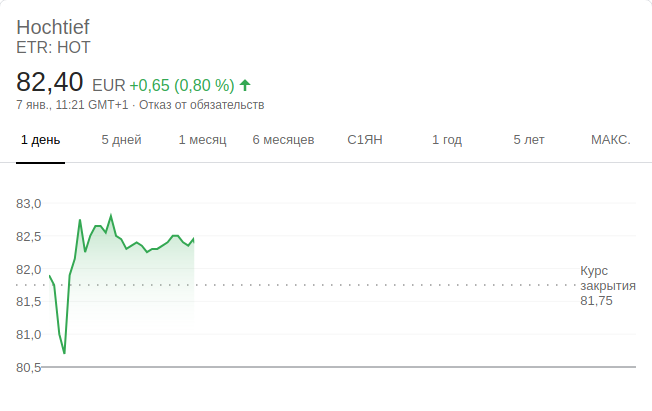 Hochtief
ETR: HOT
82,40 EUR +0,65 (0,80 %)
7 янв., 11:21 GMT+1 · Отказ от обязательств
1 день 5 дней 1 месяц 6 месяцев С1ЯН 1 год 5 лет МАКС.
83,0
82,5
82,0
81,5
81,0
80,5
Курс
закрытия
81,75